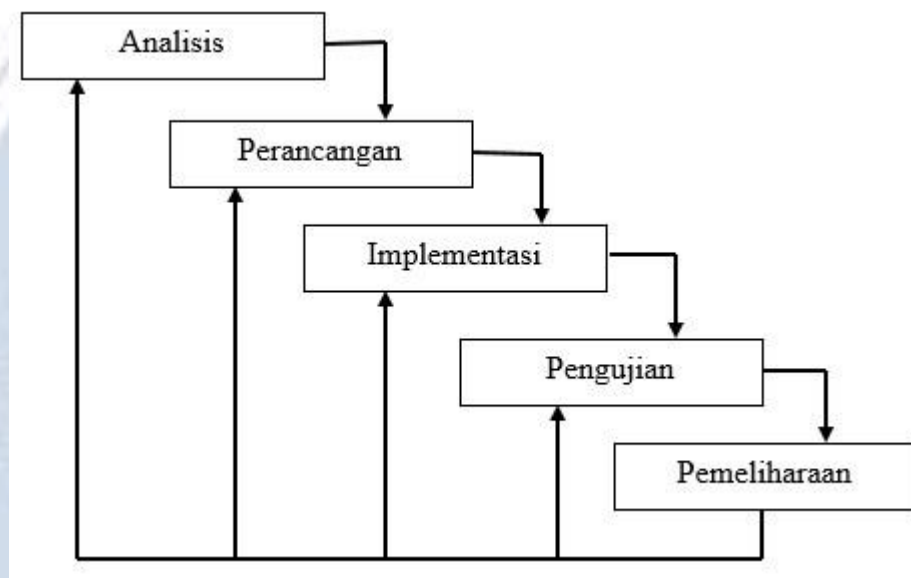 Analisis
Perancangan
Implementasi
Pengujian
Pemeliharaan